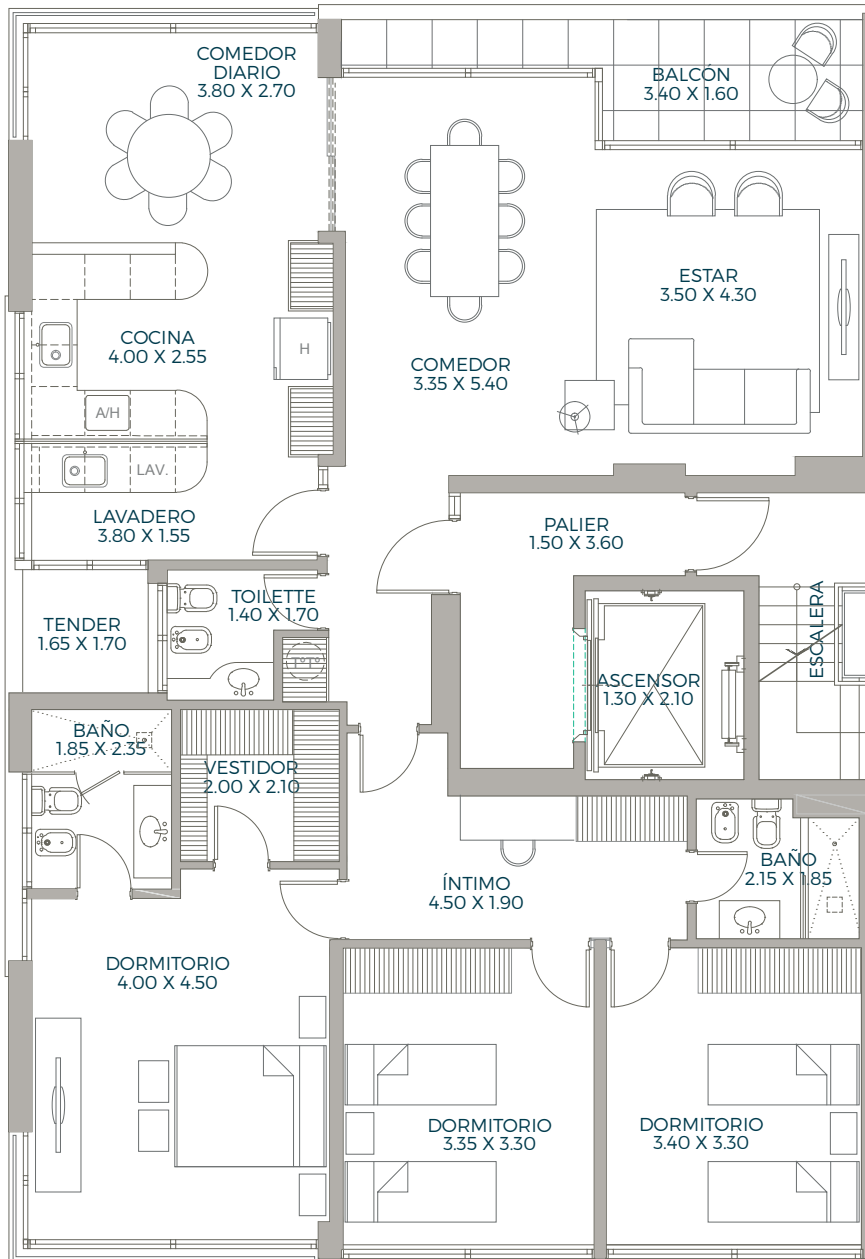 COMEDOR
DIARIO
3.80 X 2.70
BALCÓN
3.40 X 1.60
ESTAR
3.50 X 4.30
COCINA
4.00 X 2.55
H
COMEDOR
3.35 X 5.40
A/H
LAV.
LAVADERO
3.80 X 1.55
PALIER
1.50 X 3.60
TOILETTE
1.40 X 1.70
TENDER
1.65 X 1.70
ESCALERA
ASCENSOR
1.30 X 2.10
BAÑO
1.85 X 2.35
VESTIDOR
2.00 X 2.10
BAÑO
2.15 X 1.85
ÍNTIMO
4.50 X 1.90
DORMITORIO
4.00 X 4.50
DORMITORIO
3.35 X 3.30
DORMITORIO
3.40 X 3.30